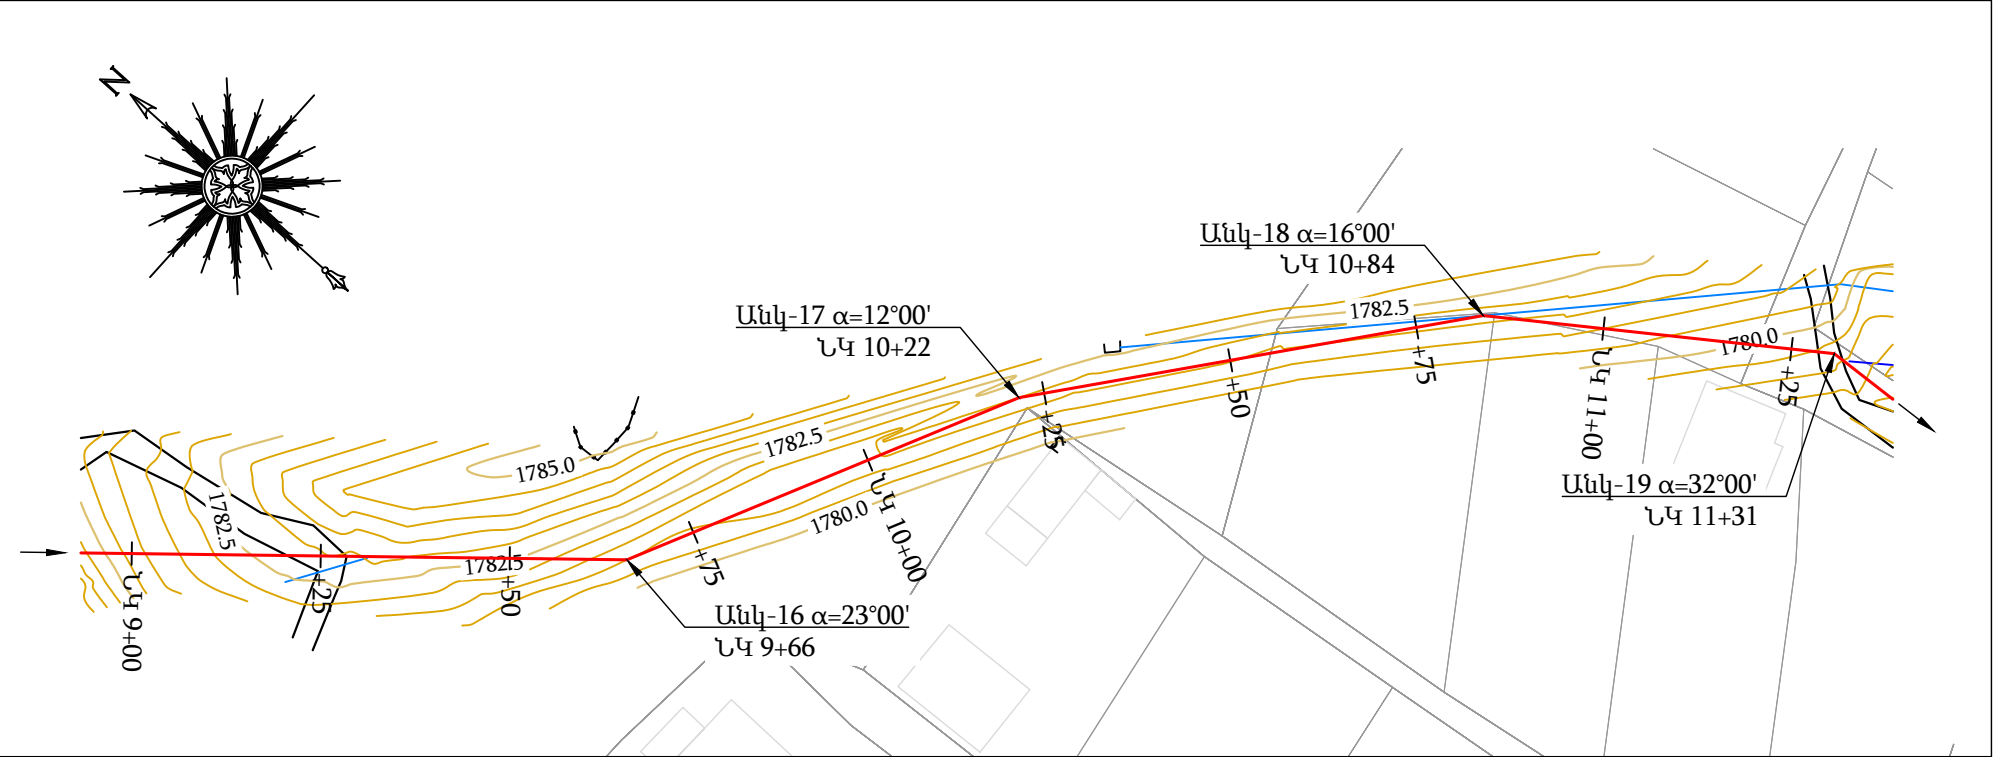 N
Անկ-18 α=16°00'
ՆԿ 10+84
Անկ-17 α=12°00'
ՆԿ 10+22
1782.5
1780.0
1782.5
1785.0
1782.5
1780.0
1782.5
ՆԿ 9+00
+25
+50
+75
ՆԿ 10+00
+25
+50
+75
ՆԿ 11+00
+25
Անկ-19 α=32°00'
ՆԿ 11+31
Անկ-16 α=23°00'
ՆԿ 9+66